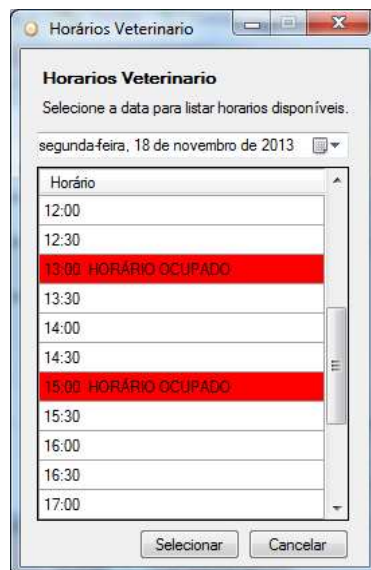 Horários Veterinario
Horarios Veterinario
Selecione a data para listar horarios disponíveis.
segunda-feira, 18 de novembro de 2013
Horário
12:00
12:30
13:00 HORÁRIO OCUPADO
13:30
14:00
14:30
15:00 HORÁRIO OCUPADO
15:30
16:00
16:30
17:00
Selecionar Cancelar